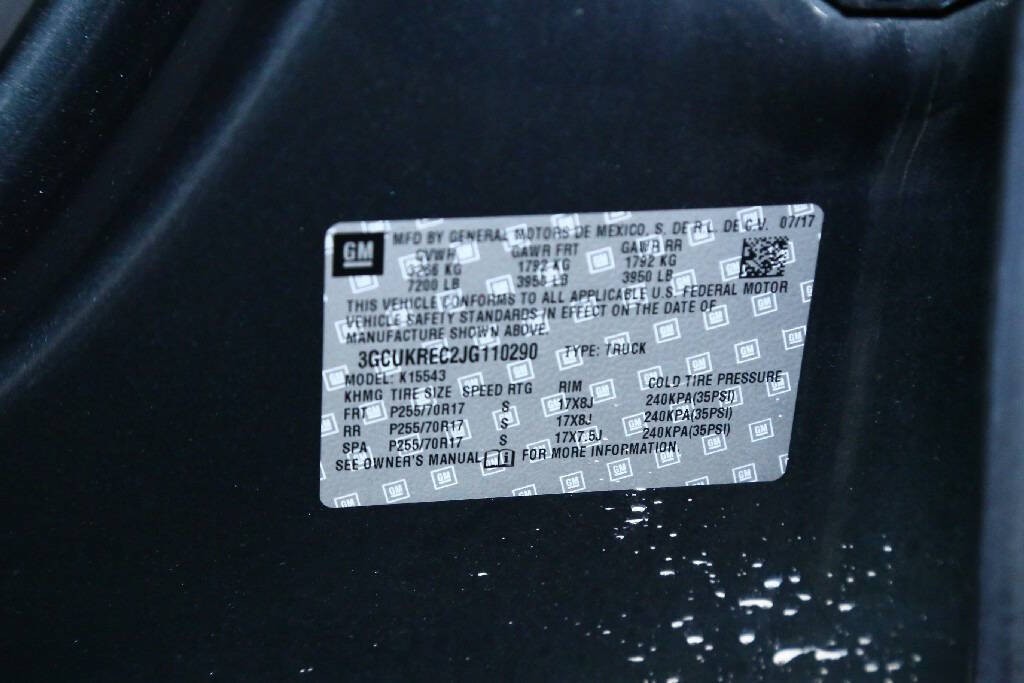 GM MFD BY GENERAL MOTORS DE MEXICO, S. DE R.L. DE C.V. 07/17
GVWR GAWR FRT GAWR RR
3266 KG 1792 KG 1792 KG
7200 LB 3950 LB 3950 LB
THIS VEHICLE CONFORMS TO ALL APPLICABLE U.S. FEDERAL MOTOR
VEHICLE SAFETY STANDARDS IN EFFECT ON THE DATE OF
MANUFACTURE SHOWN ABOVE.
3GCUKREC2JG110290 TYPE: TRUCK
MODEL: K15543
KHMG TIRE SIZE SPEED RTG RIM COLD TIRE PRESSURE
FRT P255/70R17 S 17X8J 240KPA(35PSI)
RR P255/70R17 S 17X8J 240KPA(35PSI)
SPA P255/70R17 S 17X7.5J 240KPA(35PSI)
SEE OWNER'S MANUAL FOR MORE INFORMATION.